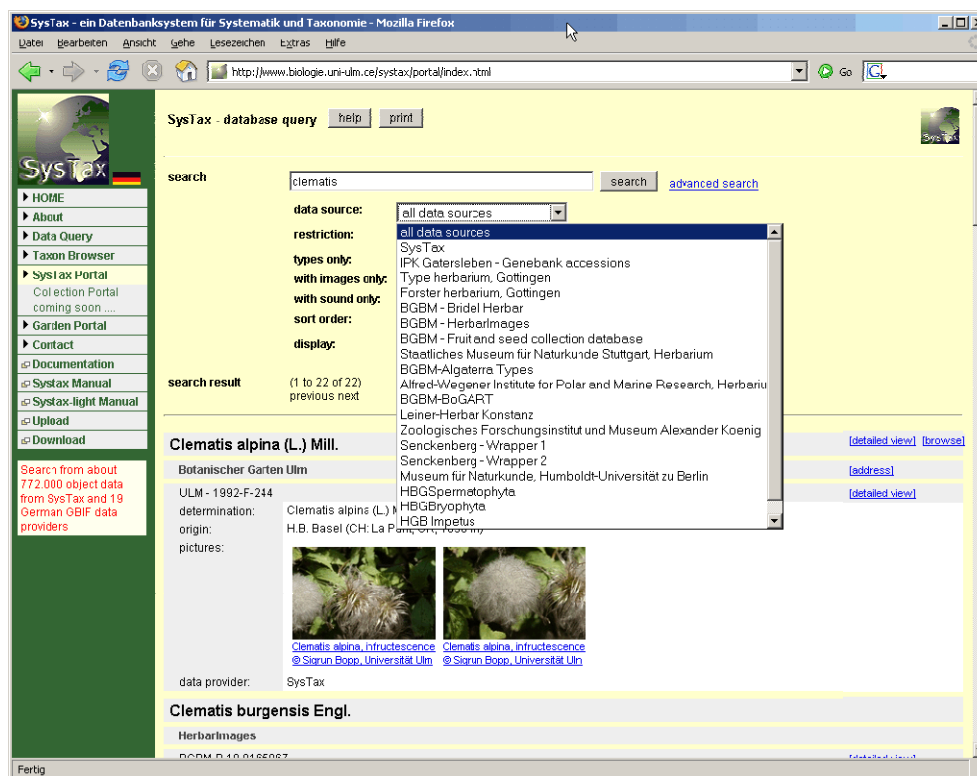 SysTax - ein Datenbanksystem für Systematik und Taxonomie - Mozilla Firefox
Datei Bearbeiten Ansicht Gehe Lesezeichen Extras Hilfe
http://www.biologie.uni-ulm.ce/systax/portal/index.html
Go
G
SysTax
HOME
About
Data Query
Taxon Browser
SysTax Portal
Collection Portal
coming soon ....
Garden Portal
Contact
Documentation
Systax Manual
Systax-light Manual
Upload
Download
Search from about
772.000 object data
from SysTax and 19
German GBIF data
providers
SysTax - database query help print
SysTax
search clematis search advanced search
data source: all data sources
restriction:
types only:
with images only:
with sound only:
sort order:
display:
all data sources
SysTax
IPK Gatersleben - Genebank accessions
Type herbarium, Gottingen
Forster herbarium, Gottingen
BGBM - Bridel Herbar
BGBM - HerbarImages
BGBM - Fruit and seed collection database
Staatliches Museum für Naturkunde Stuttgart, Herbarium
BGBM-Algaterra Types
Alfred-Wegener Institute for Polar and Marine Research, Herbariu
BGBM-BoGART
Leiner-Herbar Konstanz
Zoologisches Forschungsinstitut und Museum Alexander Koenig
Senckenberg - Wrapper 1
Senckenberg - Wrapper 2
Museum für Naturkunde, Humboldt-Universität zu Berlin
HBGSpermatophyta
HBGBryophyta
HGB Impetus
search result (1 to 22 of 22)
previous next
Clematis alpina (L.) Mill. [detailed view] [browse]
Botanischer Garten Ulm [address]
ULM - 1992-F-244 [detailed view]
determination: Clematis alpina (L.)
origin: H.B. Basel (CH: La
pictures:
Clematis alpina, infructescence Clematis alpina, infructescence
© Sigrun Bopp, Universität Ulm © Sigrun Bopp, Universität Ulm
data provider: SysTax
Clematis burgensis Engl.
HerbarImages
[detailed view]
Fertig